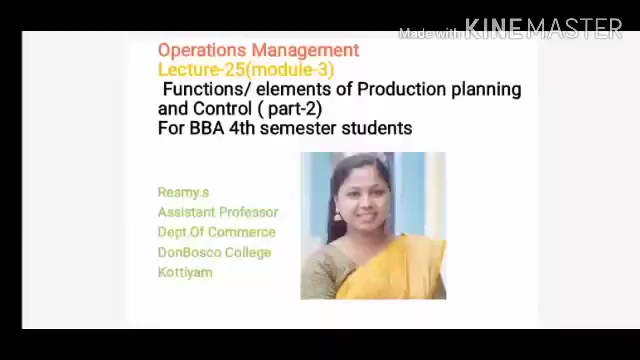 Made with KINEMASTER
Operations Management
Lecture-25(module-3)
Functions/ elements of Production planning
and Control ( part-2)
For BBA 4th semester students
Resmy.s
Assistant Professor
Dept.Of Commerce
DonBosco College
Kottiyam